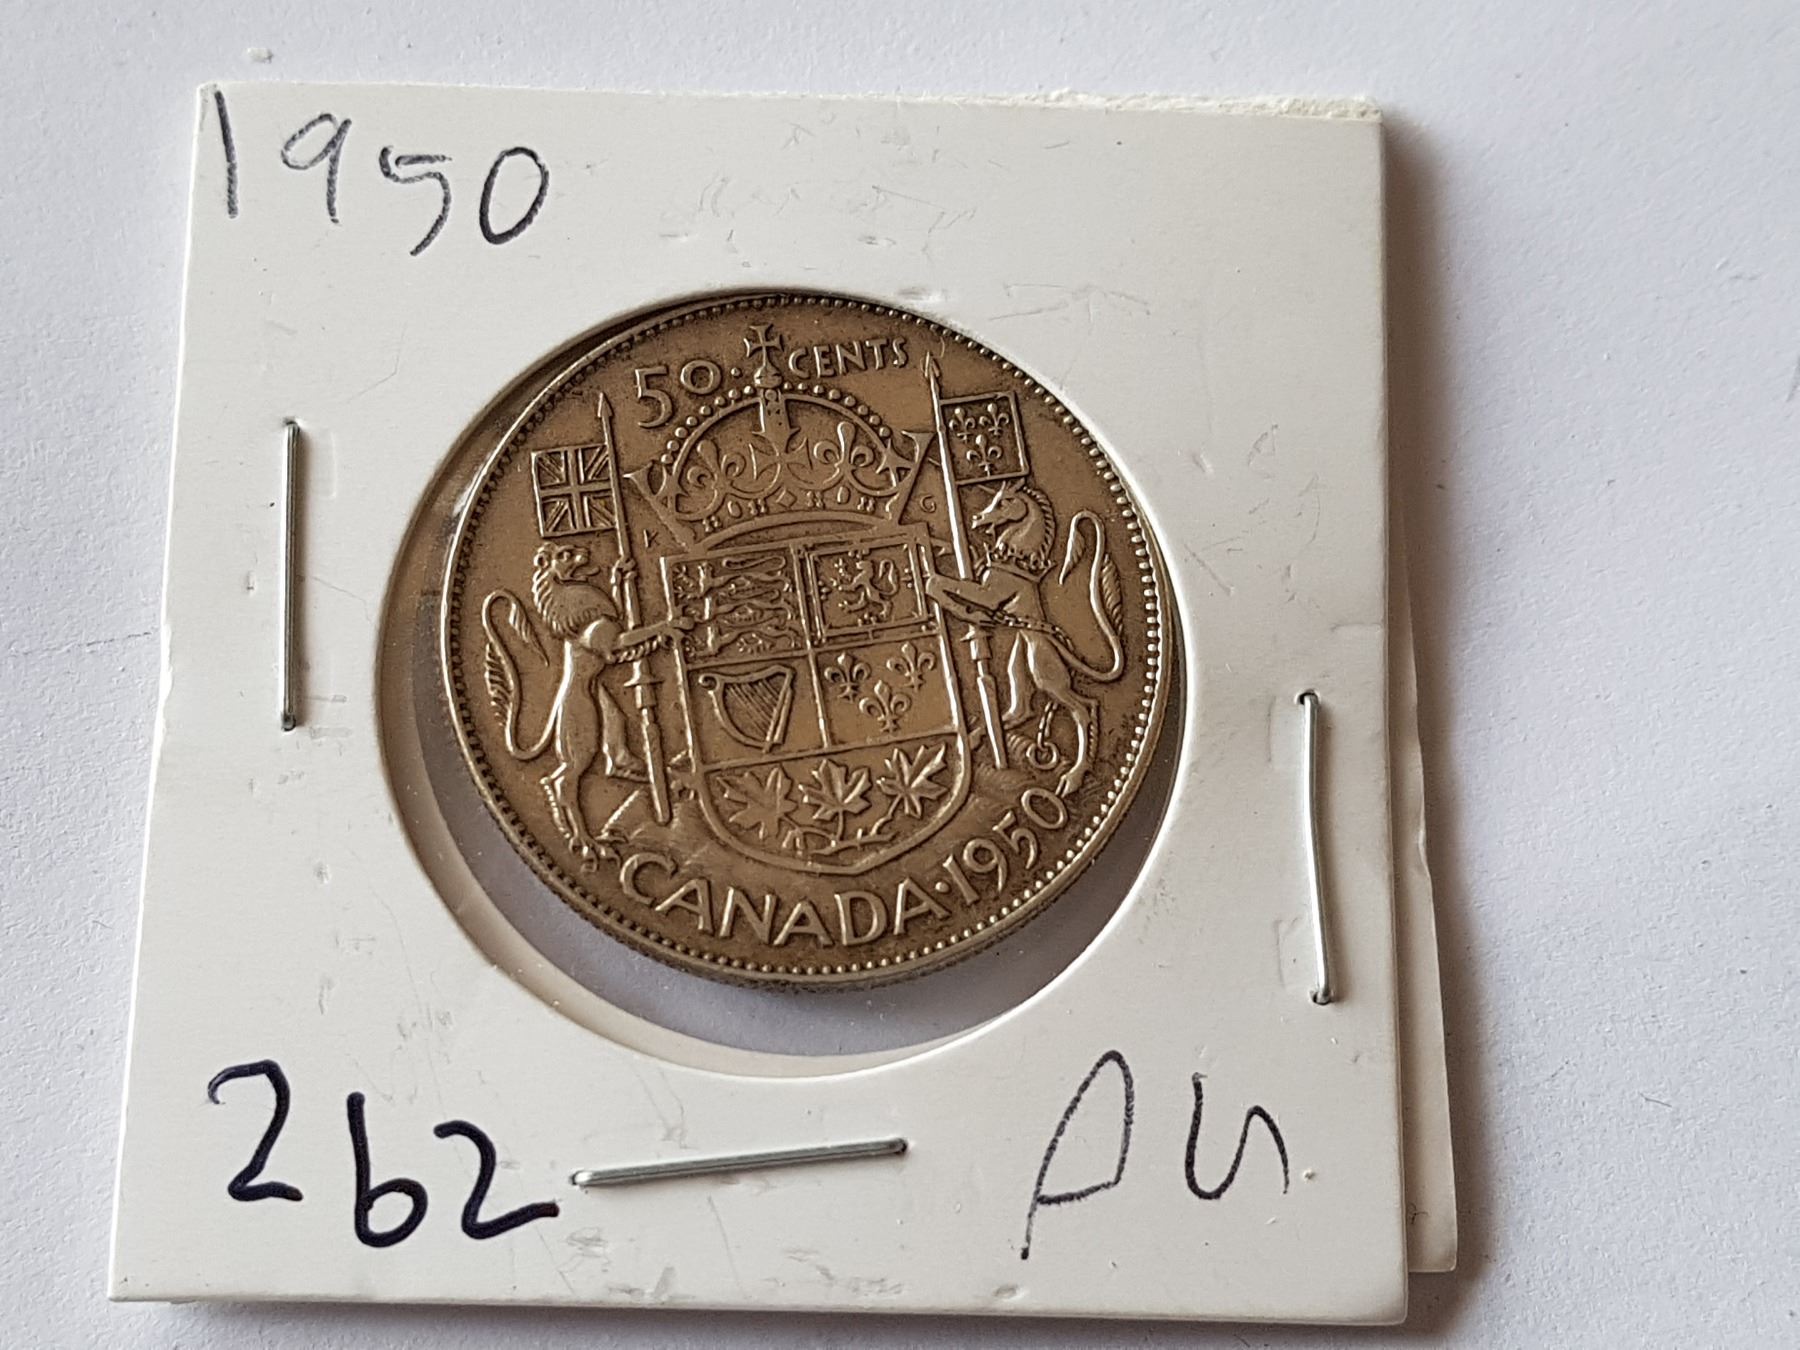 1950
50 · CENTS
K G
CANADA · 1950
262 AU